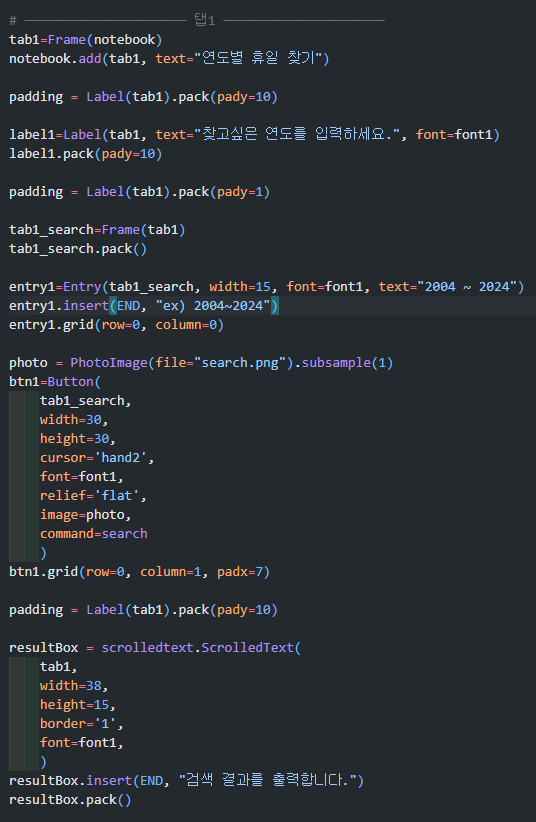 # ───────────────────── 탭1 ─────────────────────
tab1=Frame(notebook)
notebook.add(tab1, text="연도별 휴일 찾기")

padding = Label(tab1).pack(pady=10)

label1=Label(tab1, text="찾고싶은 연도를 입력하세요.", font=font1)
label1.pack(pady=10)

padding = Label(tab1).pack(pady=1)

tab1_search=Frame(tab1)
tab1_search.pack()

entry1=Entry(tab1_search, width=15, font=font1, text="2004 ~ 2024")
entry1.insert(END, "ex) 2004~2024")
entry1.grid(row=0, column=0)

photo = PhotoImage(file="search.png").subsample(1)
btn1=Button(
    tab1_search,
    width=30,
    height=30,
    cursor='hand2',
    font=font1,
    relief='flat',
    image=photo,
    command=search
    )
btn1.grid(row=0, column=1, padx=7)

padding = Label(tab1).pack(pady=10)

resultBox = scrolledtext.ScrolledText(
    tab1,
    width=38,
    height=15,
    border='1',
    font=font1,
    )
resultBox.insert(END, "검색 결과를 출력합니다.")
resultBox.pack()